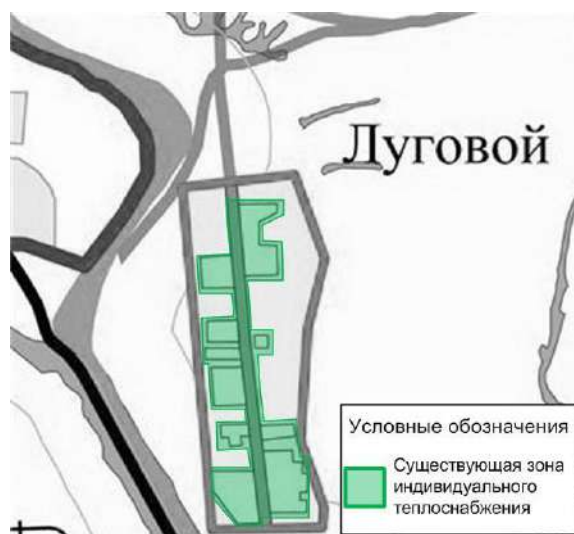 Луговой
Условные обозначения
Существующая зона
индивидуального
теплоснабжения